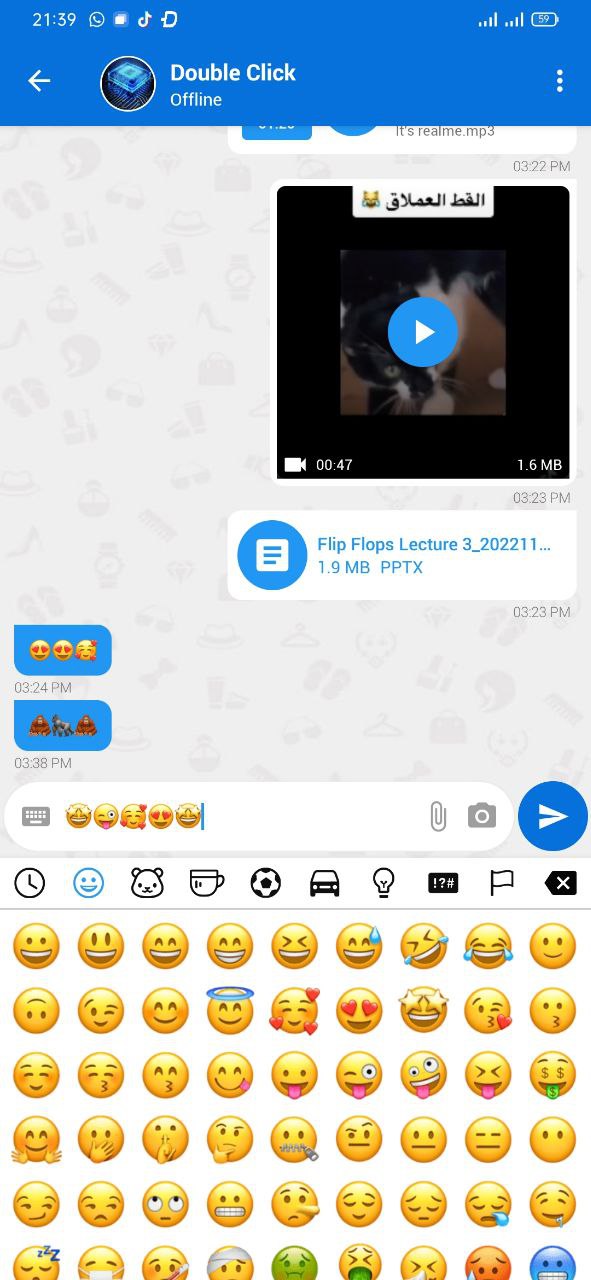 21:39
59
Double Click
Offline
It's realme.mp3
03:22 PM
القط العملاق 😹
00:47
1.6 MB
03:23 PM
Flip Flops Lecture 3_202211...
1.9 MB PPTX
03:23 PM
😍😍🥰
03:24 PM
🦧🦍🦧
03:38 PM
🤩😜🥰😍🤩
!?#